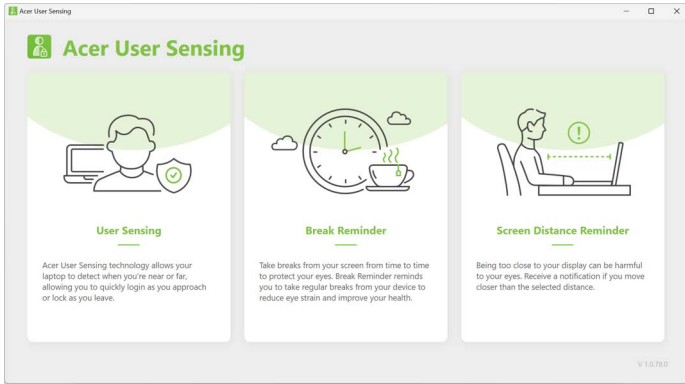 Acer User Sensing
Acer User Sensing
User Sensing
Acer User Sensing technology allows your
laptop to detect when you're near or far,
allowing you to quickly login as you approach
or lock as you leave.
Break Reminder
Take breaks from your screen from time to time
to protect your eyes. Break Reminder reminds
you to take regular breaks from your device to
reduce eye strain and improve your health.
Screen Distance Reminder
Being too close to your display can be harmful
to your eyes. Receive a notification if you move
closer than the selected distance.
V 1.0.78.0